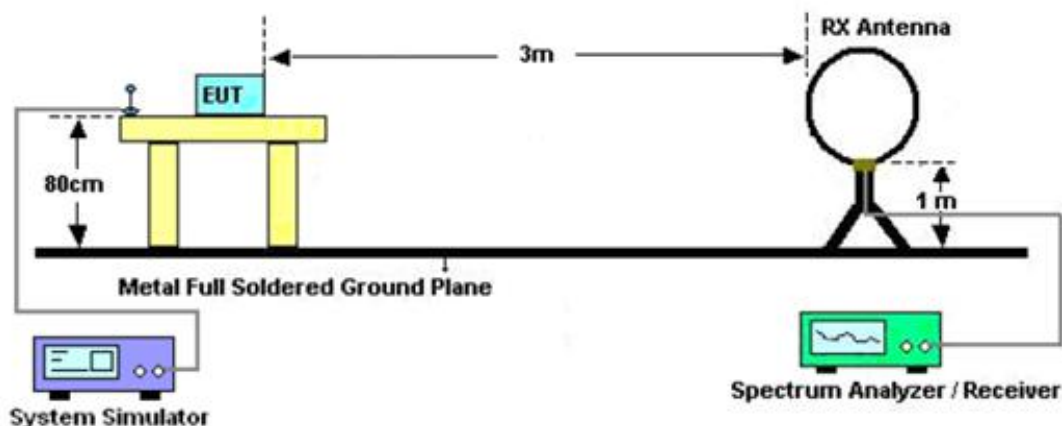 RX Antenna
3m
EUT
80cm
1 m
Metal Full Soldered Ground Plane
System Simulator
Spectrum Analyzer / Receiver